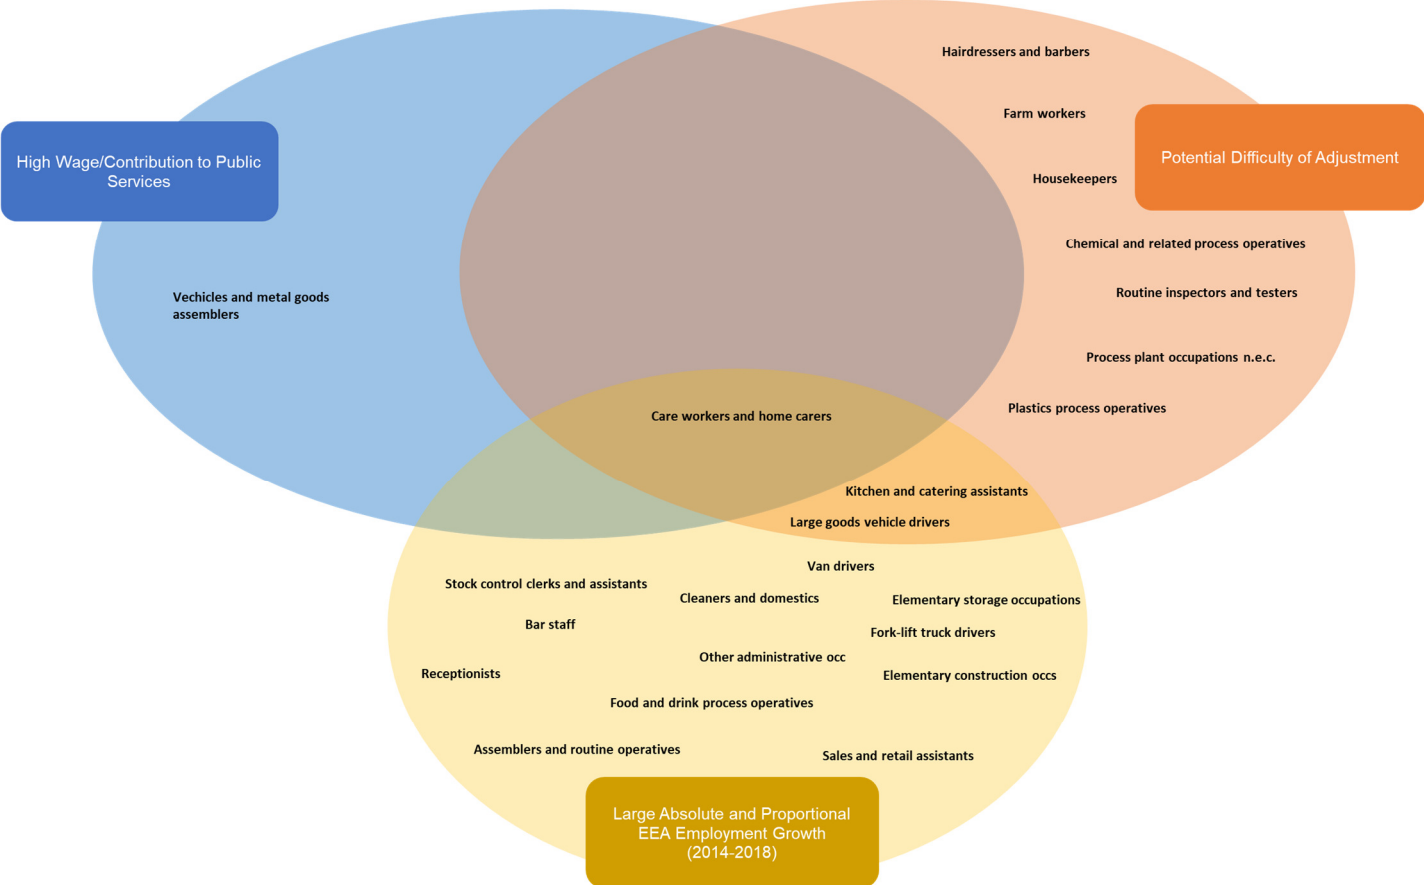 Hairdressers and barbers
Farm workers
High Wage/Contribution to Public
Services
Potential Difficulty of Adjustment
Housekeepers
Chemical and related process operatives
Routine inspectors and testers
Vechicles and metal goods
assemblers
Process plant occupations n.e.c.
Plastics process operatives
Care workers and home carers
Kitchen and catering assistants
Large goods vehicle drivers
Van drivers
Stock control clerks and assistants
Cleaners and domestics
Elementary storage occupations
Bar staff
Fork-lift truck drivers
Other administrative occ
Receptionists
Elementary construction occs
Food and drink process operatives
Assemblers and routine operatives
Sales and retail assistants
Large Absolute and Proportional
EEA Employment Growth
(2014-2018)